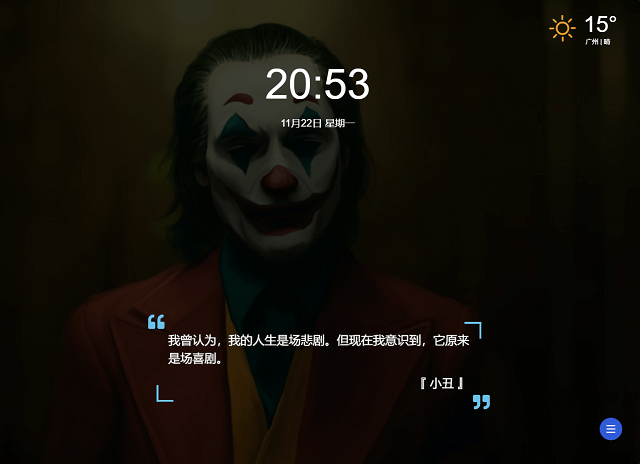 15°
广州 | 晴
20:53
11月22日 星期一
我曾认为，我的人生是场悲剧。但现在我意识到，它原来
是场喜剧。
『 小丑 』